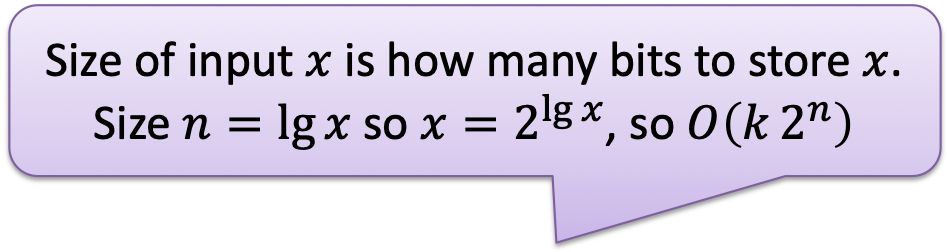 Size of input x is how many bits to store x.
Size n = lg x so x = 2^{lg x}, so O(k 2^n)